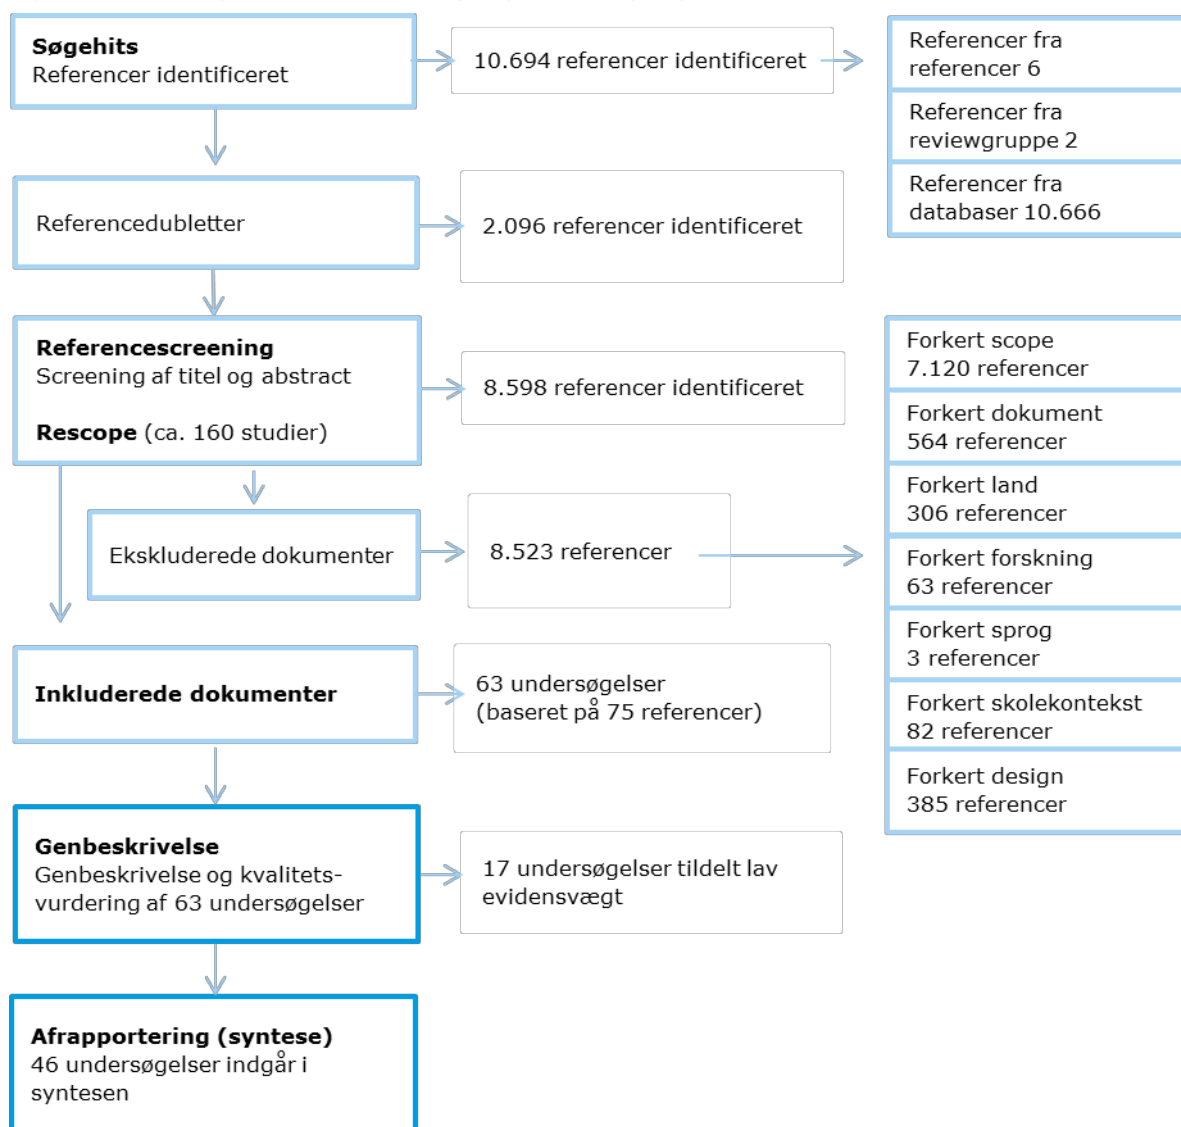 Søgehits
Referencer identificeret
10.694 referencer identificeret
Referencer fra
referencer 6
Referencer fra
reviewgruppe 2
Referencer fra
databaser 10.666
Referencedubletter
2.096 referencer identificeret
Referencescreening
Screening af titel og abstract
Rescope (ca. 160 studier)
8.598 referencer identificeret
Ekskluderede dokumenter
8.523 referencer
Forkert scope
7.120 referencer
Forkert dokument
564 referencer
Forkert land
306 referencer
Forkert forskning
63 referencer
Forkert sprog
3 referencer
Forkert skolekontekst
82 referencer
Forkert design
385 referencer
Inkluderede dokumenter
63 undersøgelser
(baseret på 75 referencer)
Genbeskrivelse
Genbeskrivelse og kvalitets-
vurdering af 63 undersøgelser
17 undersøgelser tildelt lav
evidensvægt
Afrapportering (syntese)
46 undersøgelser indgår i
syntesen